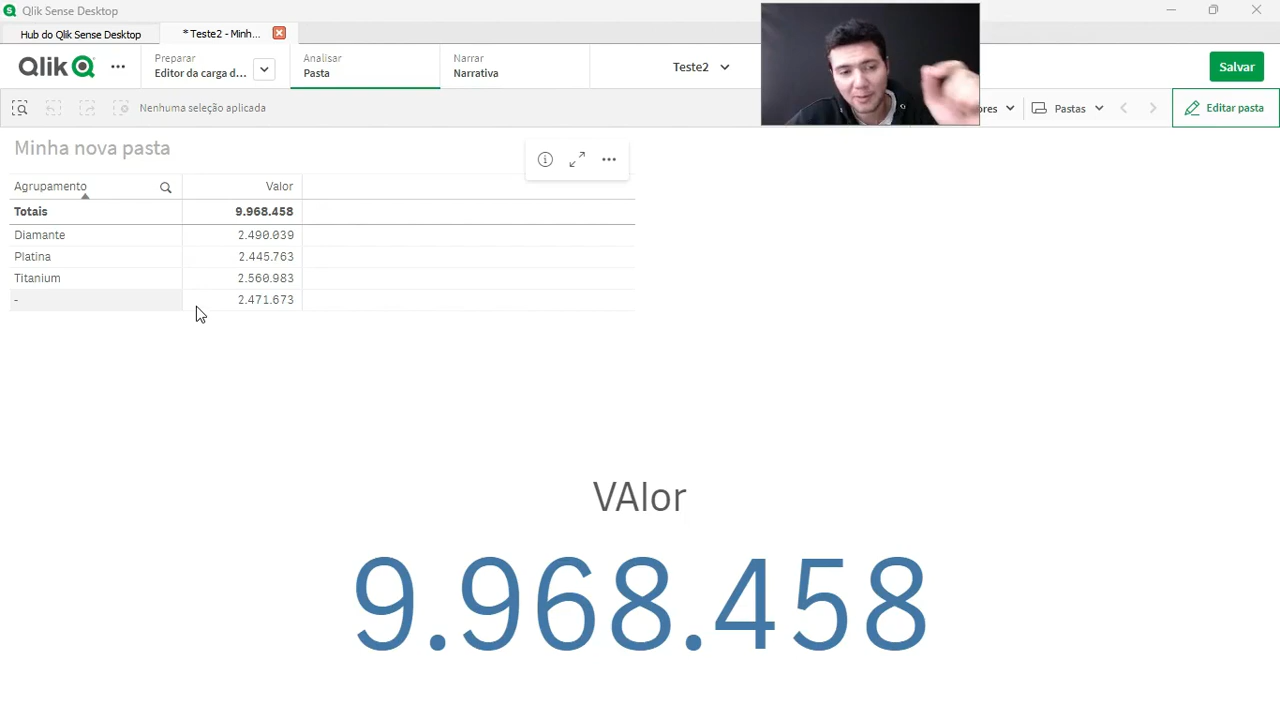 Qlik Sense Desktop
Hub do Qlik Sense Desktop
* Teste2 - Minh...
Qlik
Preparar
Editor da carga d...
Analisar
Pasta
Narrar
Narrativa
Teste2
Salvar
Nenhuma seleção aplicada
ores
Pastas
Editar pasta
Minha nova pasta
Agrupamento Valor
Totais 9.968.458
Diamante 2.490.039
Platina 2.445.763
Titanium 2.560.983
- 2.471.673
VAlor
9.968.458